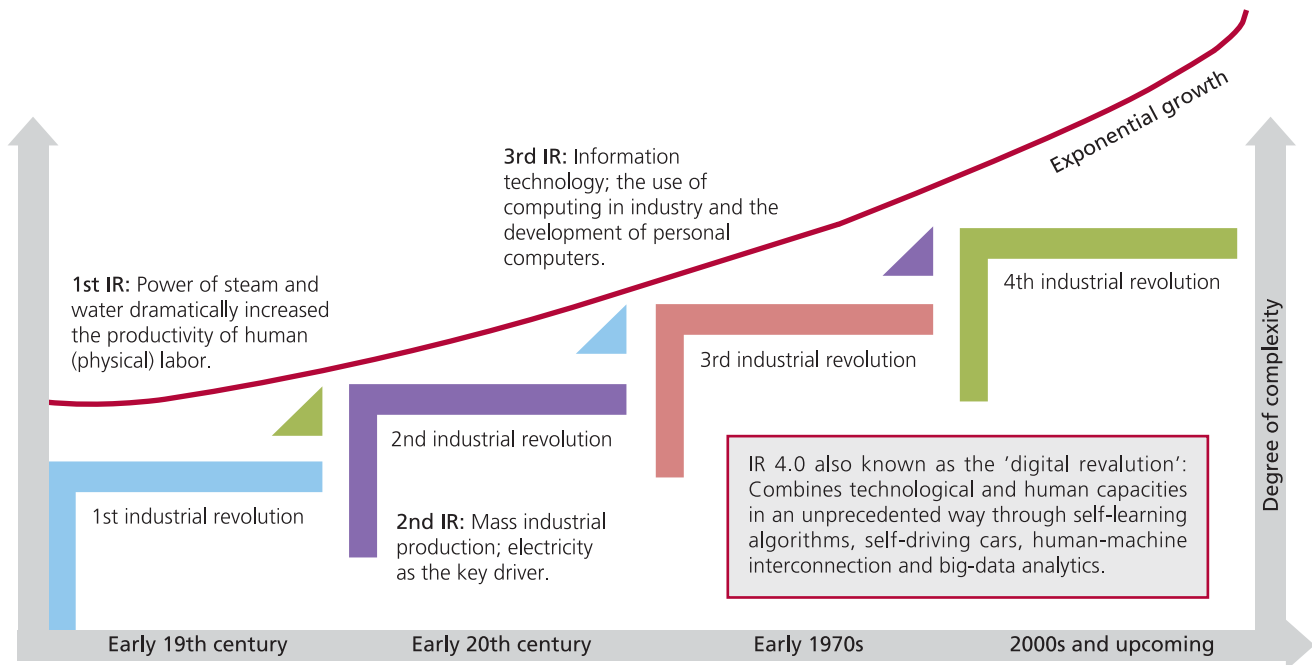 Exponential growth
3rd IR: Information
technology; the use of
computing in industry and the
development of personal
computers.
1st IR: Power of steam and
water dramatically increased
the productivity of human
(physical) labor.
4th industrial revolution
3rd industrial revolution
2nd industrial revolution
1st industrial revolution
2nd IR: Mass industrial
production; electricity
as the key driver.
IR 4.0 also known as the ‘digital revalution’:
Combines technological and human capacities
in an unprecedented way through self-learning
algorithms, self-driving cars, human-machine
interconnection and big-data analytics.
Degree of complexity
Early 19th century
Early 20th century
Early 1970s
2000s and upcoming